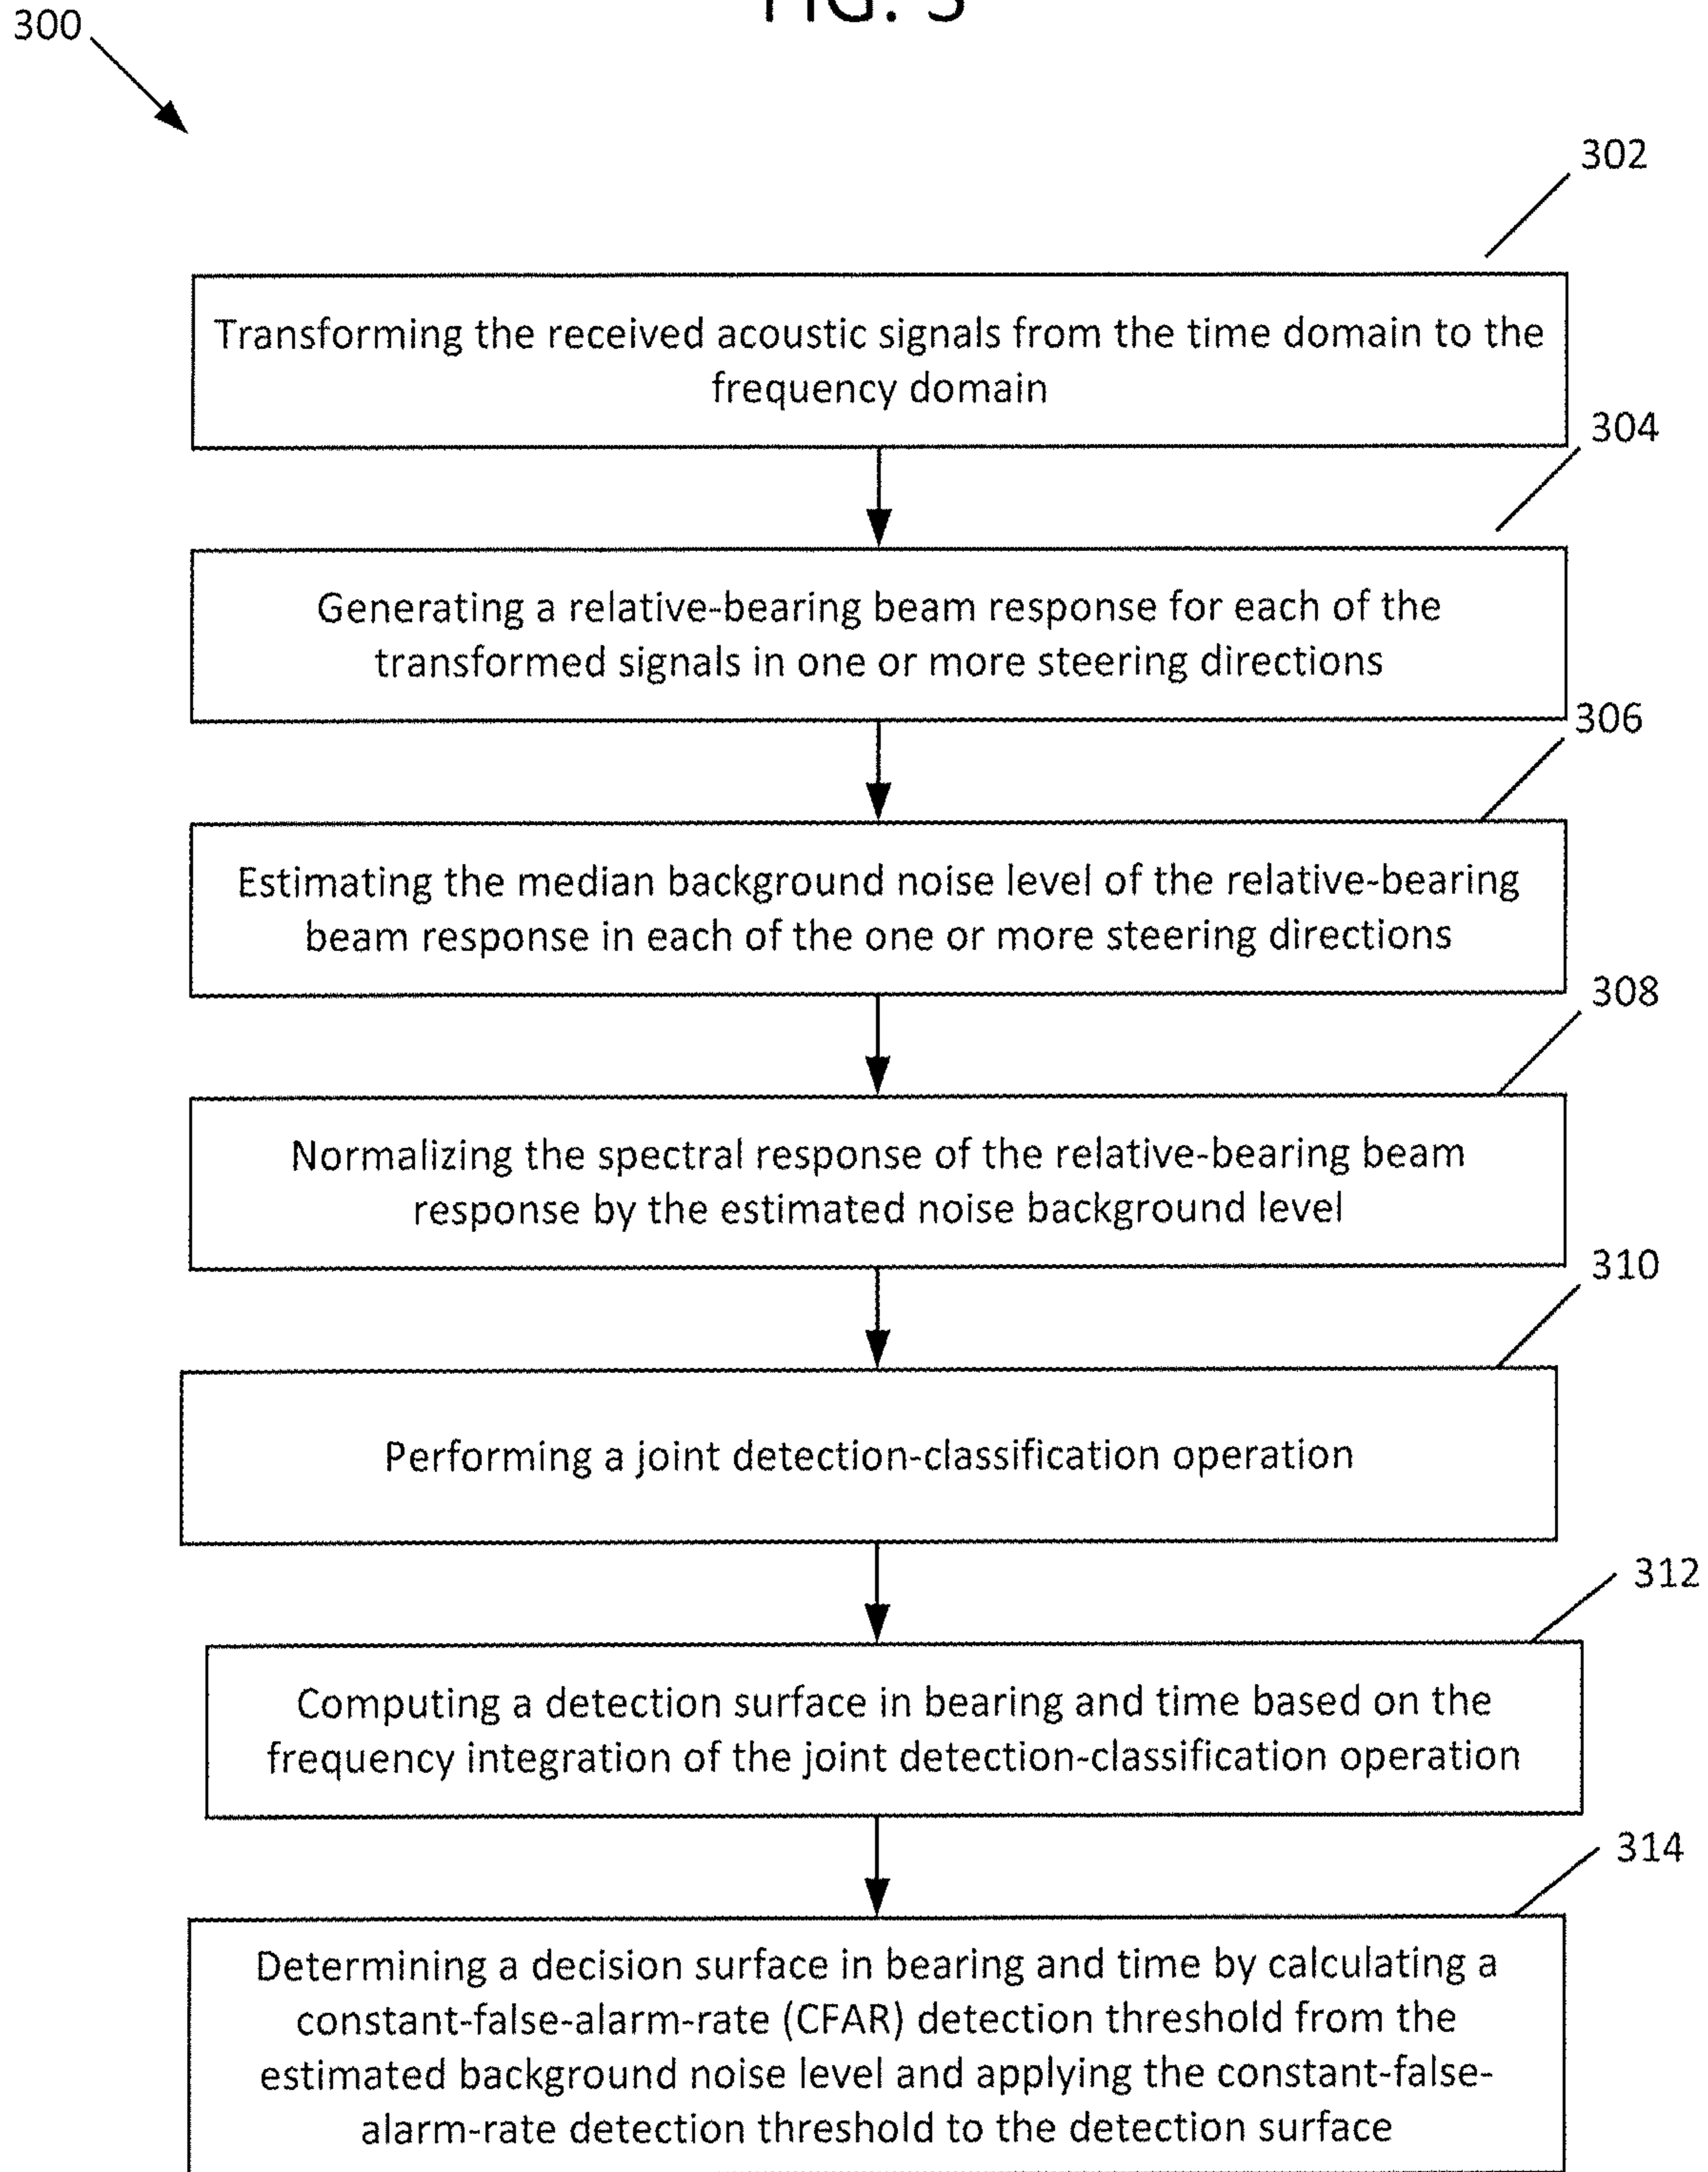 FIG. 3
300
302
Transforming the received acoustic signals from the time domain to the
frequency domain
304
Generating a relative-bearing beam response for each of the
transformed signals in one or more steering directions
306
Estimating the median background noise level of the relative-bearing
beam response in each of the one or more steering directions
308
Normalizing the spectral response of the relative-bearing beam
response by the estimated noise background level
310
Performing a joint detection-classification operation
312
Computing a detection surface in bearing and time based on the
frequency integration of the joint detection-classification operation
314
Determining a decision surface in bearing and time by calculating a
constant-false-alarm-rate (CFAR) detection threshold from the
estimated background noise level and applying the constant-false-
alarm-rate detection threshold to the detection surface